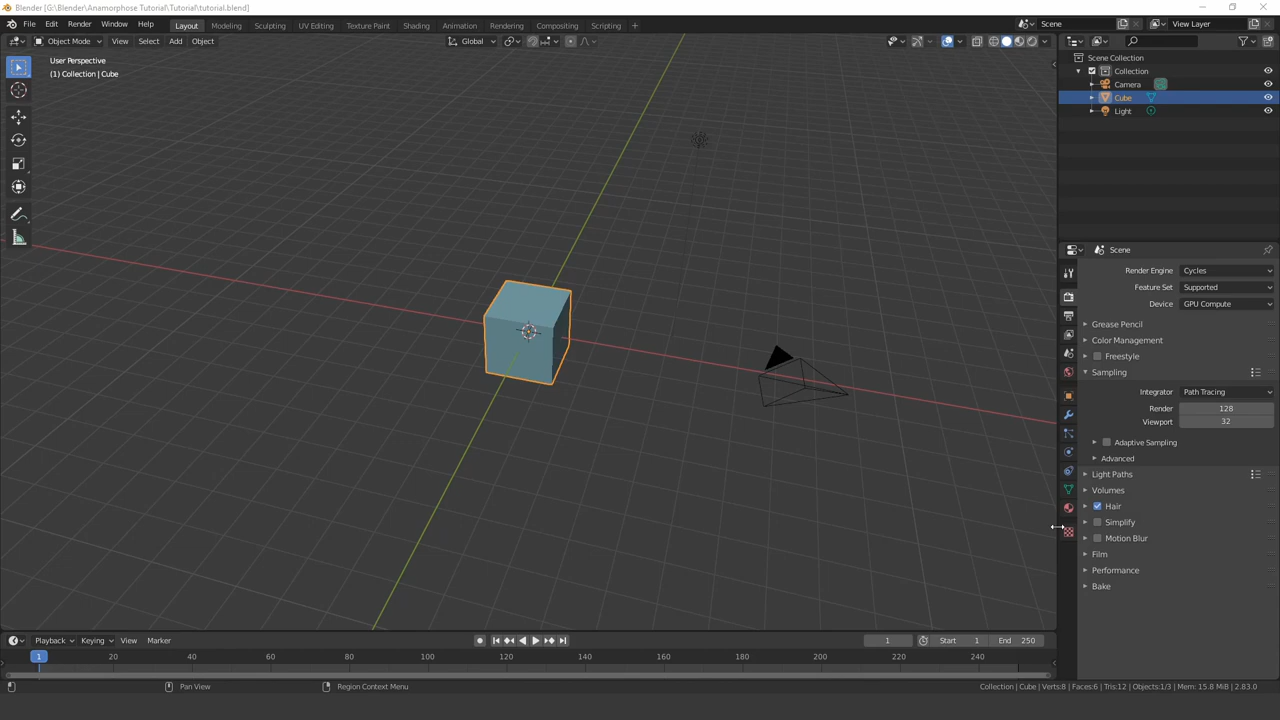 Blender [G:\Blender\Anamorphose Tutorial\Tutorial\tutorial.blend]
File Edit Render Window Help Layout Modeling Sculpting UV Editing Texture Paint Shading Animation Rendering Compositing Scripting + Scene View Layer
Object Mode View Select Add Object Global
User Perspective
(1) Collection | Cube
Scene Collection
Collection
Camera
Cube
Light
Scene
Render Engine Cycles
Feature Set Supported
Device GPU Compute
Grease Pencil
Color Management
Freestyle
Sampling
Integrator Path Tracing
Render 128
Viewport 32
Adaptive Sampling
Advanced
Light Paths
Volumes
Hair
Simplify
Motion Blur
Film
Performance
Bake
Playback Keying View Marker 1 Start 1 End 250
1 20 40 60 80 100 120 140 160 180 200 220 240
Pan View Region Context Menu Collection | Cube | Verts:8 | Faces:6 | Tris:12 | Objects:1/3 | Mem: 15.8 MiB | 2.83.0